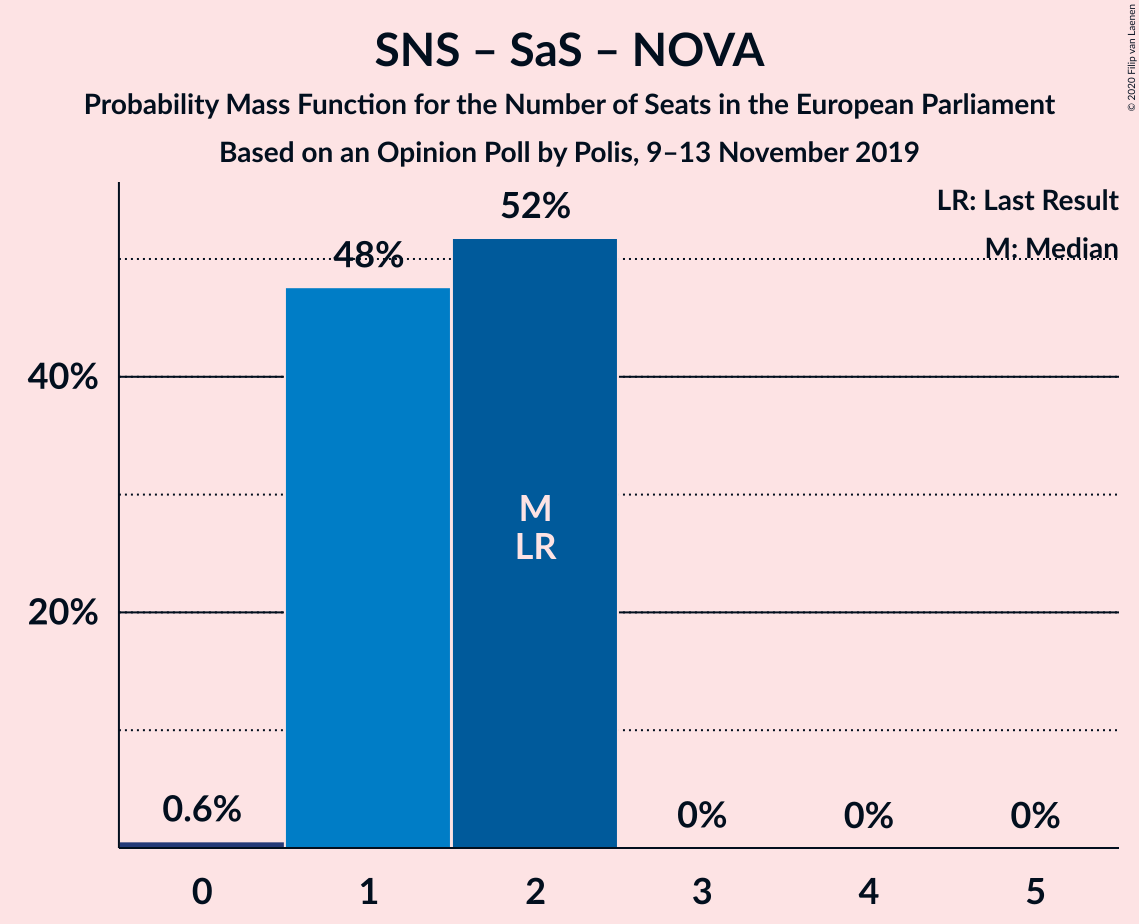 SNS – SaS – NOVA
Probability Mass Function for the Number of Seats in the European Parliament
Based on an Opinion Poll by Polis, 9–13 November 2019
© 2020 Filip van Laenen
LR: Last Result
M: Median
52%
48%
40%
20%
M
LR
0.6%
0%
0%
0%
0
1
2
3
4
5